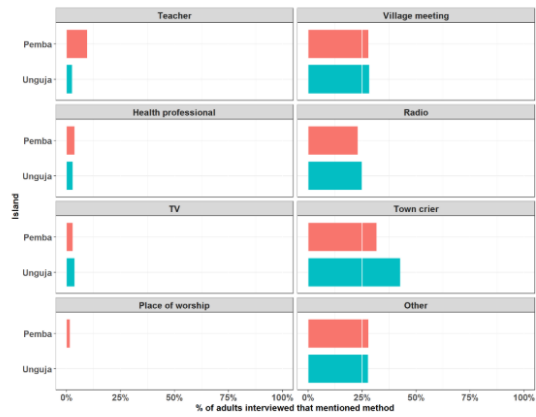 Teacher
Village meeting
Pemba
Unguja
Health professional
Radio
Pemba
Unguja
TV
Town crier
Pemba
Unguja
Place of worship
Other
Pemba
Unguja
Island
0% 25% 50% 75% 100% 0% 25% 50% 75% 100%
% of adults interviewed that mentioned method